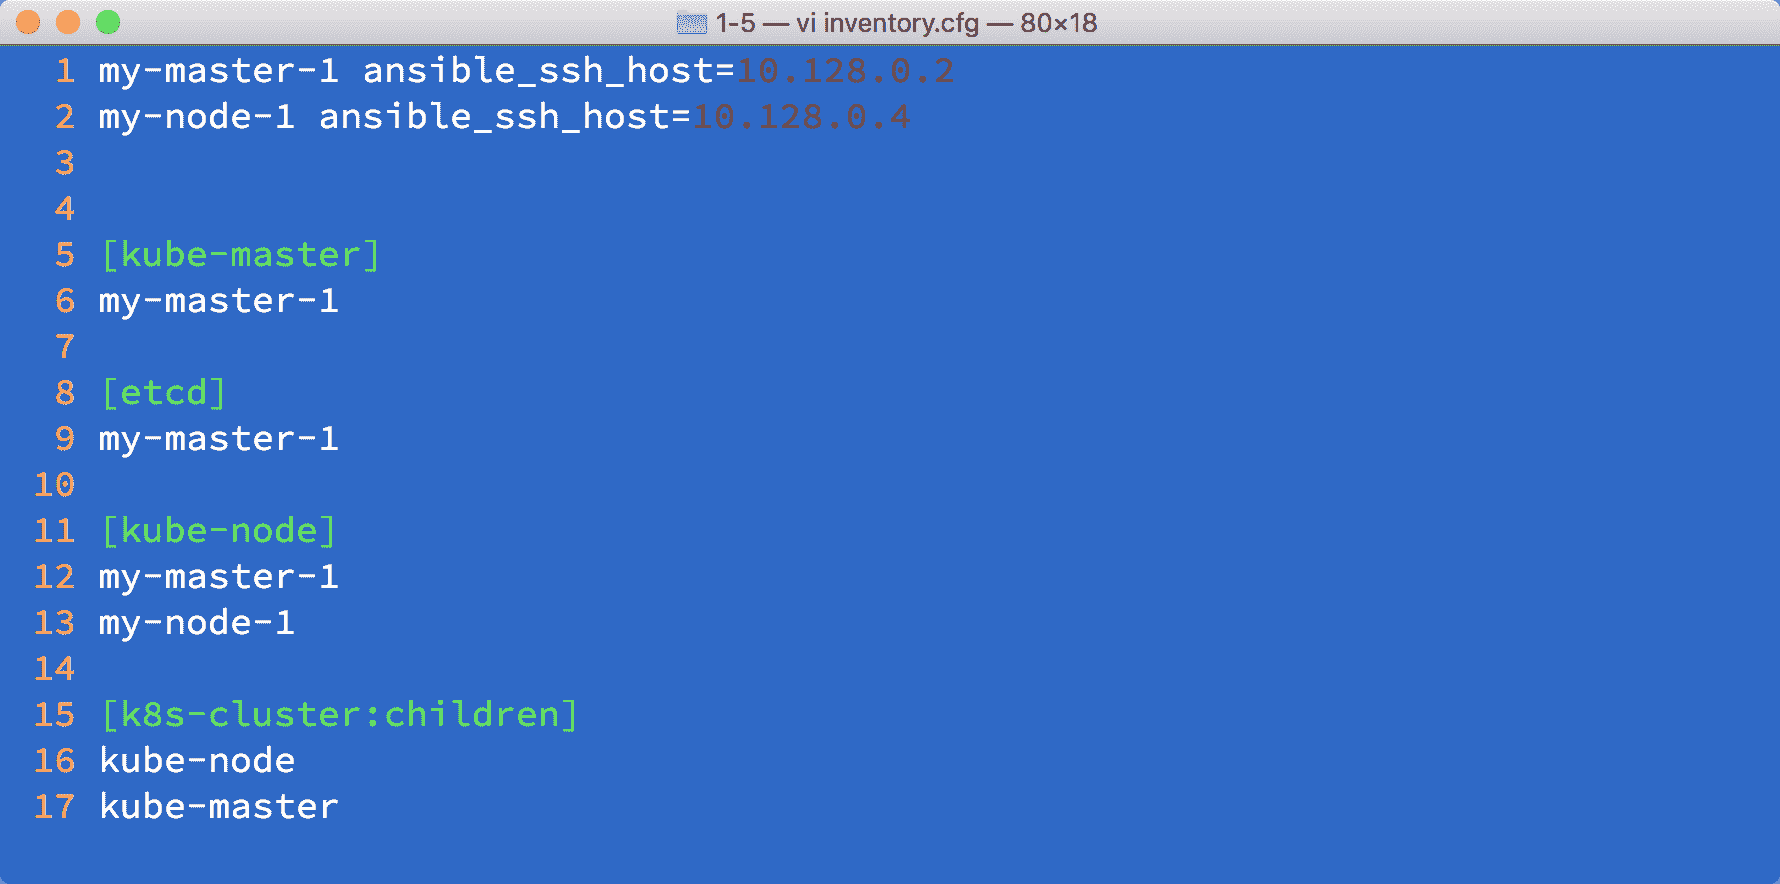 1-5 — vi inventory.cfg — 80×18
1 my-master-1 ansible_ssh_host=10.128.0.2
2 my-node-1 ansible_ssh_host=10.128.0.4
3
4
5 [kube-master]
6 my-master-1
7
8 [etcd]
9 my-master-1
10
11 [kube-node]
12 my-master-1
13 my-node-1
14
15 [k8s-cluster:children]
16 kube-node
17 kube-master